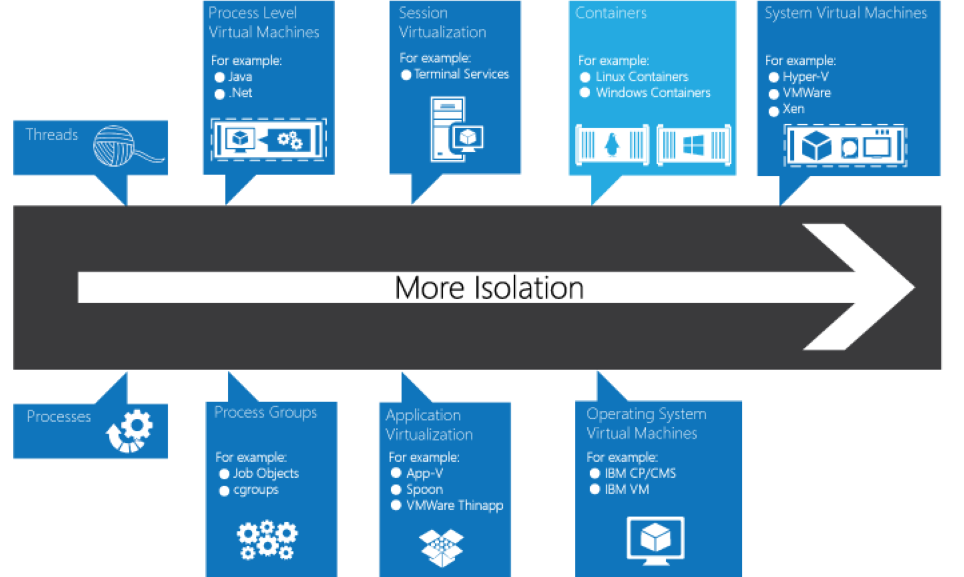 Process Level
Virtual Machines
For example:
Java
.Net
Session
Virtualization
For example:
Terminal Services
Containers
For example:
Linux Containers
Windows Containers
System Virtual Machines
For example:
Hyper-V
VMWare
Xen
Threads
More Isolation
Processes
Process Groups
For example:
Job Objects
cgroups
Application
Virtualization
For example:
App-V
Spoon
VMWare Thinapp
Operating System
Virtual Machines
For example:
IBM CP/CMS
IBM VM